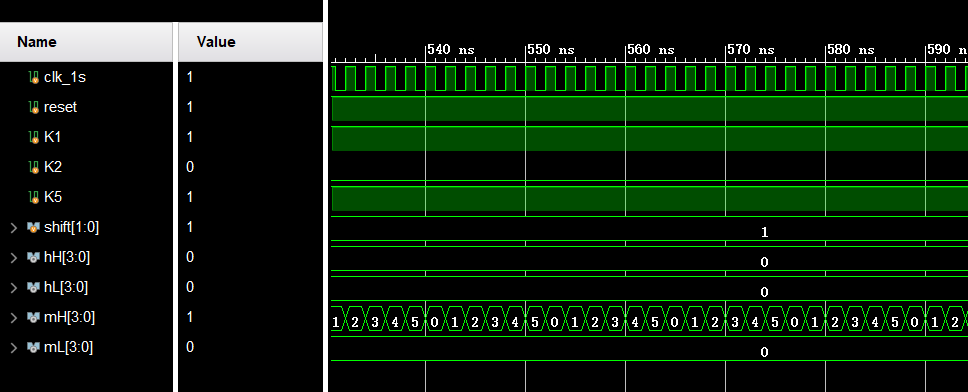 Name Value 540 ns 550 ns 560 ns 570 ns 580 ns 590
clk_1s 1
reset 1
K1 1
K2 0
K5 1
shift[1:0] 1 1
hH[3:0] 0 0
hL[3:0] 0 0
mH[3:0] 1 1 2 3 4 5 0 1 2 3 4 5 0 1 2 3 4 5 0 1 2 3 4 5 0 1 2 3 4 5 0 1 2
mL[3:0] 0 0